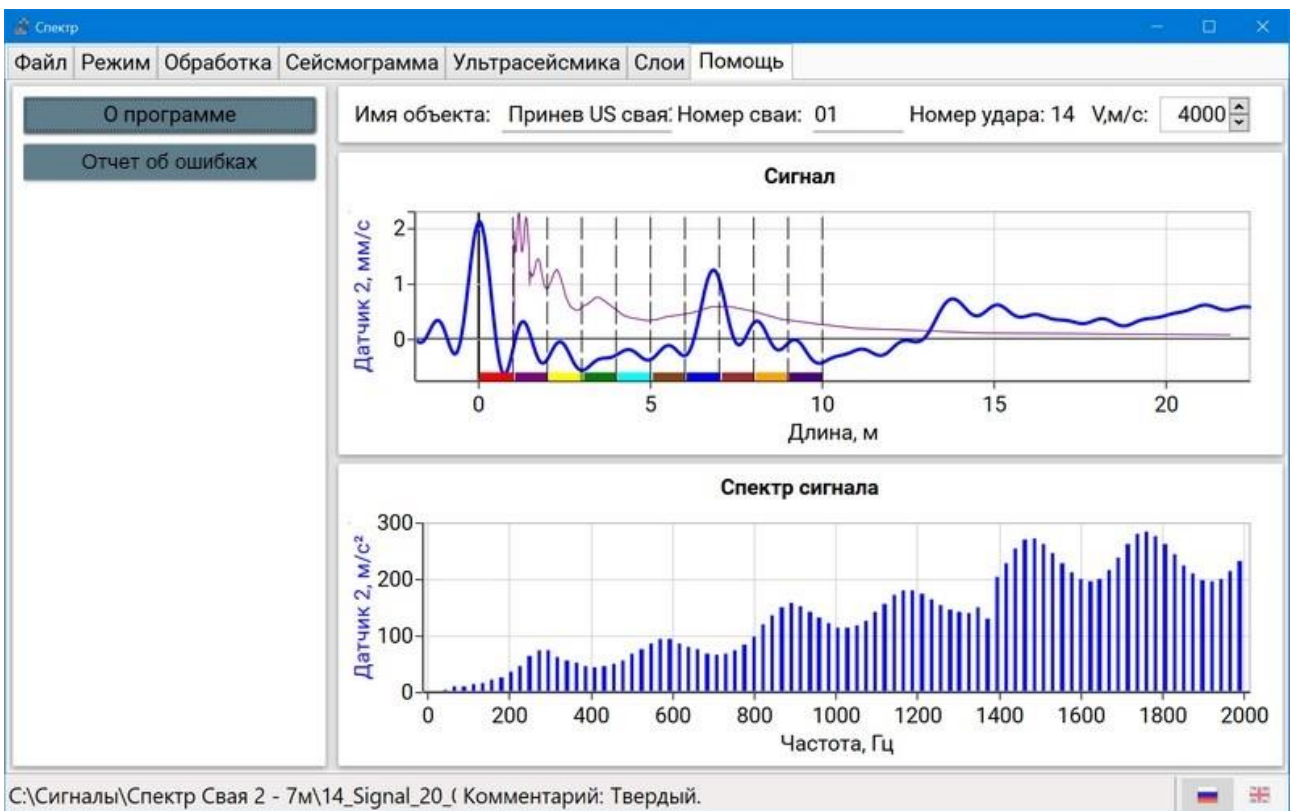 Спектр
Файл Режим Обработка Сейсмограмма Ультрасейсмика Слои Помощь
О программе
Отчет об ошибках
Имя объекта: Принев US свая: Номер сваи: 01 Номер удара: 14 V,м/с: 4000
Сигнал
Датчик 2, мм/с
2
1
0
0 5 10 15 20
Длина, м
Спектр сигнала
Датчик 2, м/с²
300
200
100
0
0 200 400 600 800 1000 1200 1400 1600 1800 2000
Частота, Гц
C:\Сигналы\Спектр Свая 2 - 7м\14_Signal_20_( Комментарий: Твердый.